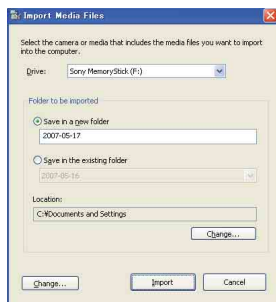 Import Media Files
Select the camera or media that includes the media files you want to import
into the computer.
Drive: Sony MemoryStick (F:)
Folder to be imported
Save in a new folder
2007-05-17
Save in the existing folder
2007-05-16
Location:
C:¥Documents and Settings
Change...
Change... Import Cancel